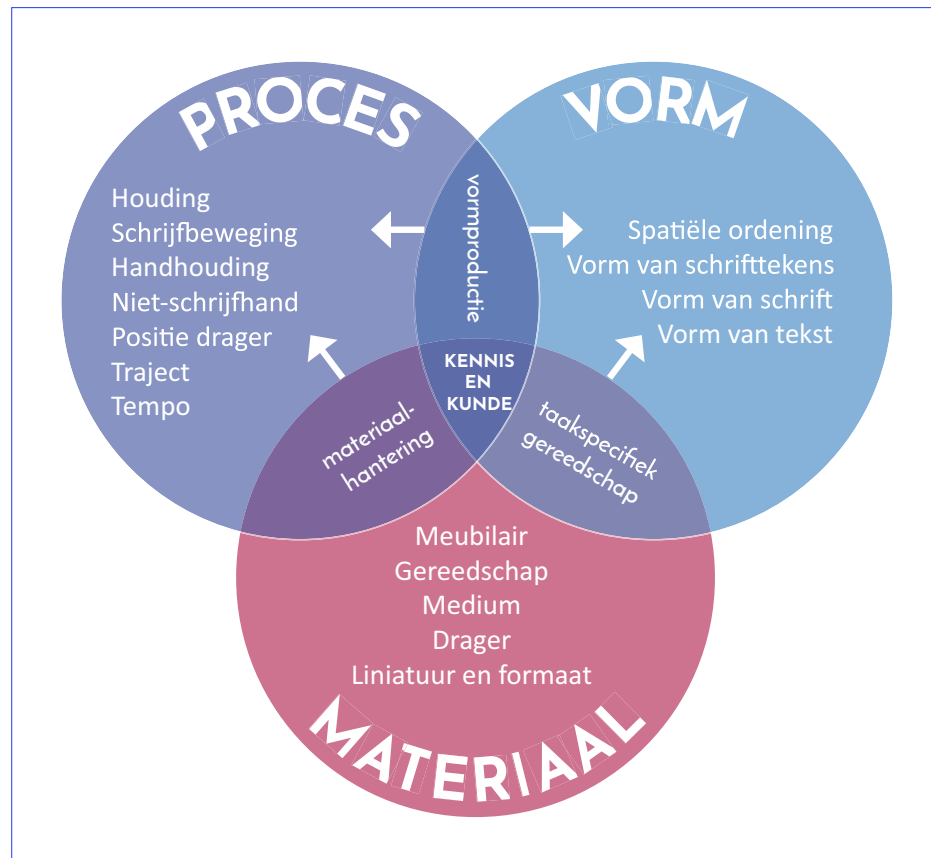 PROCES
VORM
Houding
Schrijfbeweging
Handhouding
Niet-schrijfhand
Positie drager
Traject
Tempo
vormproductie
Spatiële ordening
Vorm van schrifttekens
Vorm van schrift
Vorm van tekst
KENNIS
EN
KUNDE
materiaal-
hantering
taakspecifiek
gereedschap
Meubilair
Gereedschap
Medium
Drager
Liniatuur en formaat
MATERIAAL